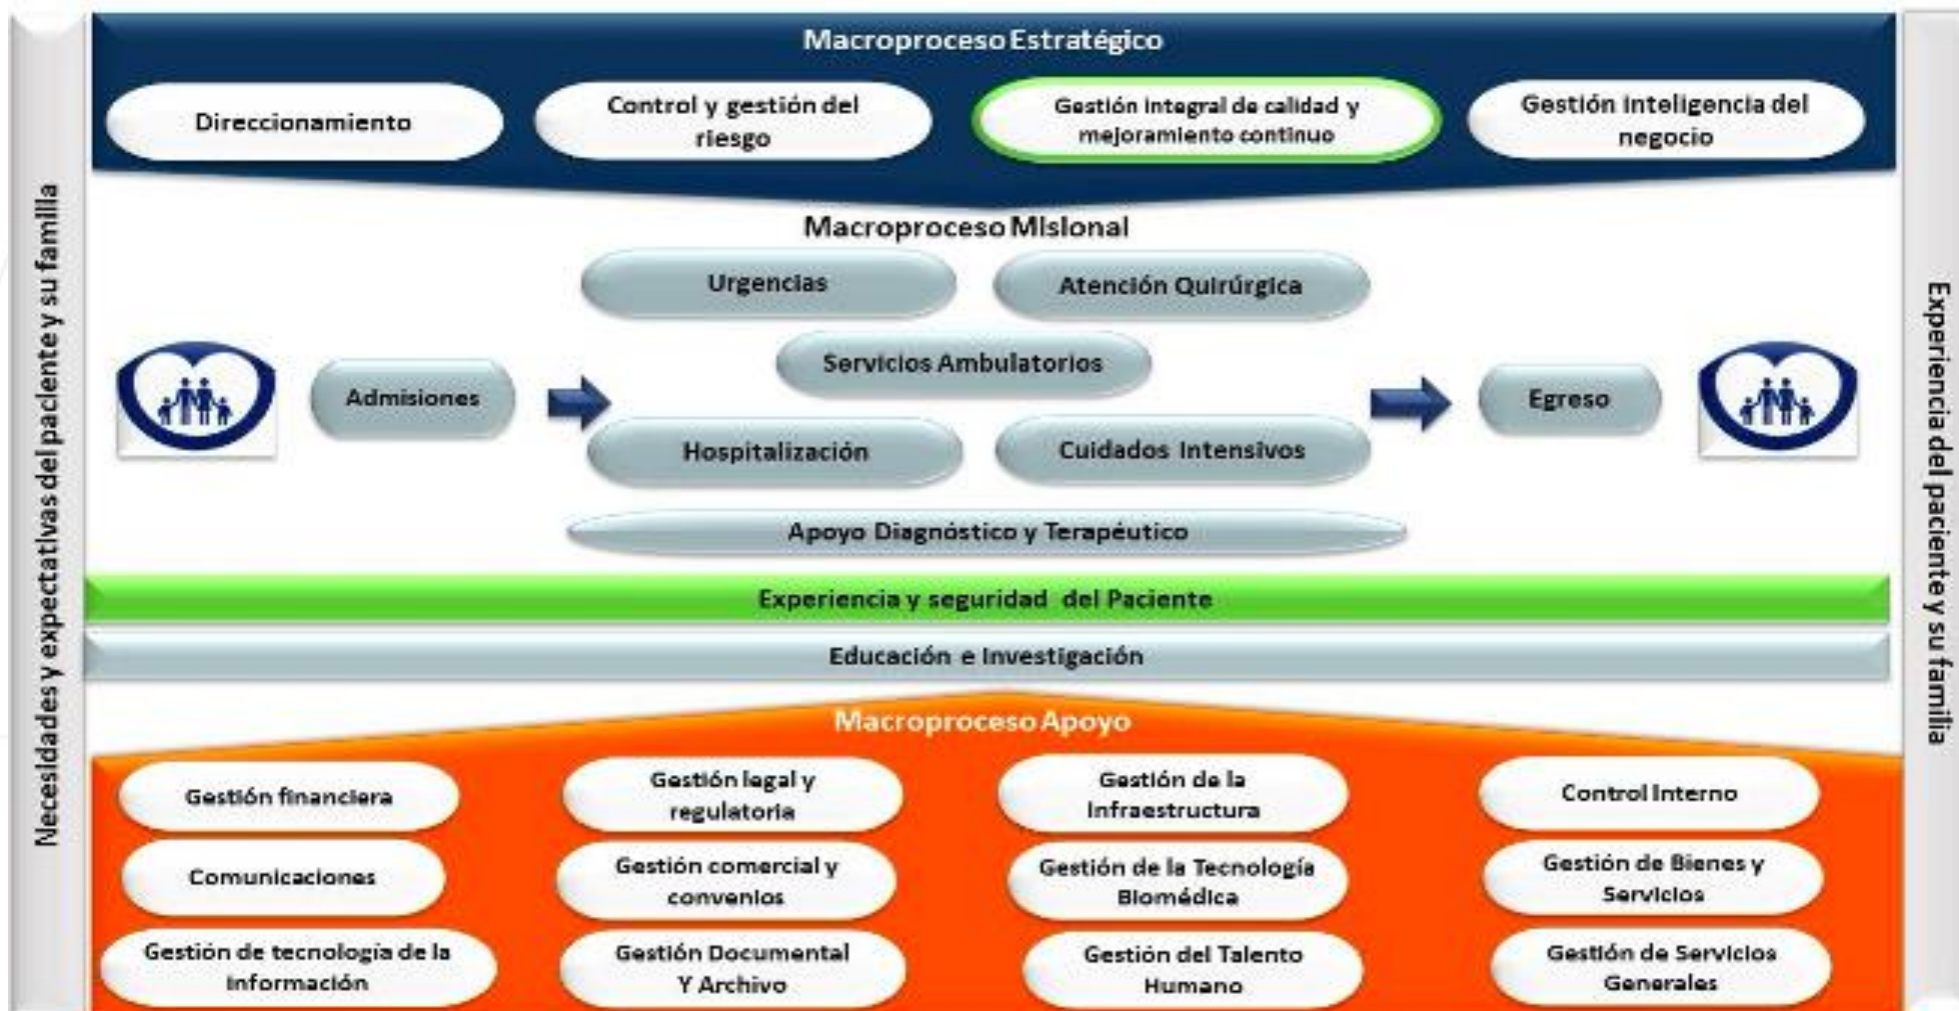 Macroproceso Estratégico
Direccionamiento
Control y gestión del
riesgo
Gestión integral de calidad y
mejoramiento continuo
Gestión inteligencia del
negocio
Necesidades y expectativas del paciente y su familia
Macroproceso Misional
Urgencias
Atención Quirúrgica
Servicios Ambulatorios
Admisiones
Egreso
Hospitalización
Cuidados Intensivos
Apoyo Diagnóstico y Terapéutico
Experiencia del paciente y su familia
Experiencia y seguridad del Paciente
Educación e Investigación
Macroproceso Apoyo
Gestión financiera
Gestión legal y
regulatoria
Gestión de la
Infraestructura
Control Interno
Comunicaciones
Gestión comercial y
convenios
Gestión de la Tecnología
Biomédica
Gestión de Bienes y
Servicios
Gestión de tecnología de la
información
Gestión Documental
Y Archivo
Gestión del Talento
Humano
Gestión de Servicios
Generales